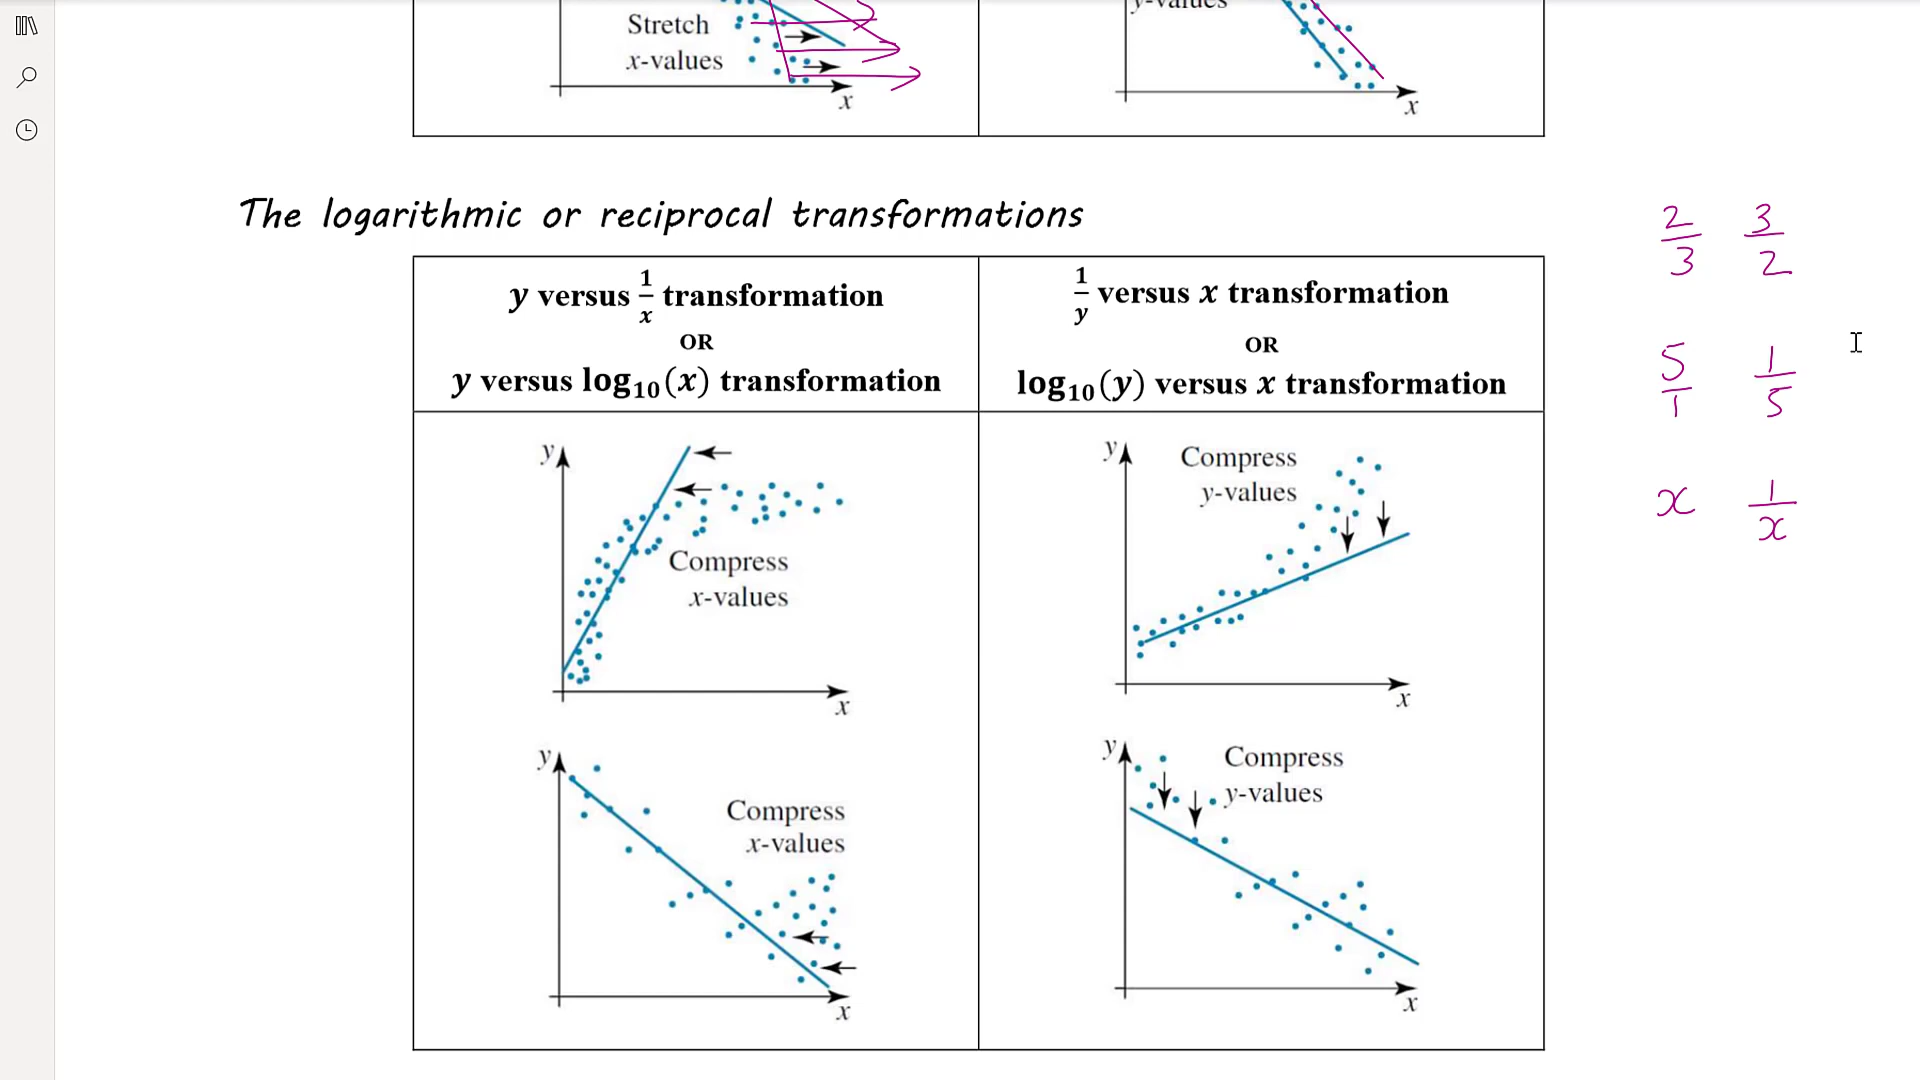 Stretch
x-values
x
y-values
x
The logarithmic or reciprocal transformations
y versus 1/x transformation
OR
y versus log₁₀(x) transformation
1/y versus x transformation
OR
log₁₀(y) versus x transformation
y
Compress
x-values
x
y
Compress
y-values
x
y
Compress
x-values
x
y
Compress
y-values
x
2/3 3/2
5/1 1/5
x 1/x